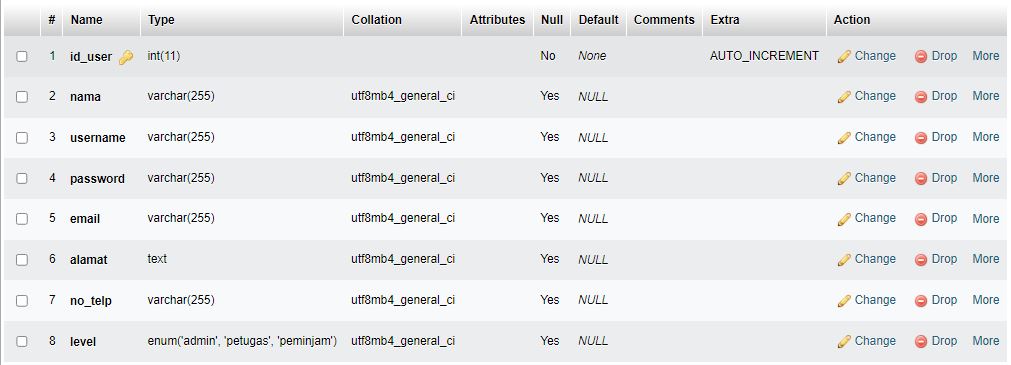 # Name Type Collation Attributes Null Default Comments Extra Action
1 id_user int(11) No None AUTO_INCREMENT Change Drop More
2 nama varchar(255) utf8mb4_general_ci Yes NULL Change Drop More
3 username varchar(255) utf8mb4_general_ci Yes NULL Change Drop More
4 password varchar(255) utf8mb4_general_ci Yes NULL Change Drop More
5 email varchar(255) utf8mb4_general_ci Yes NULL Change Drop More
6 alamat text utf8mb4_general_ci Yes NULL Change Drop More
7 no_telp varchar(255) utf8mb4_general_ci Yes NULL Change Drop More
8 level enum('admin', 'petugas', 'peminjam') utf8mb4_general_ci Yes NULL Change Drop More